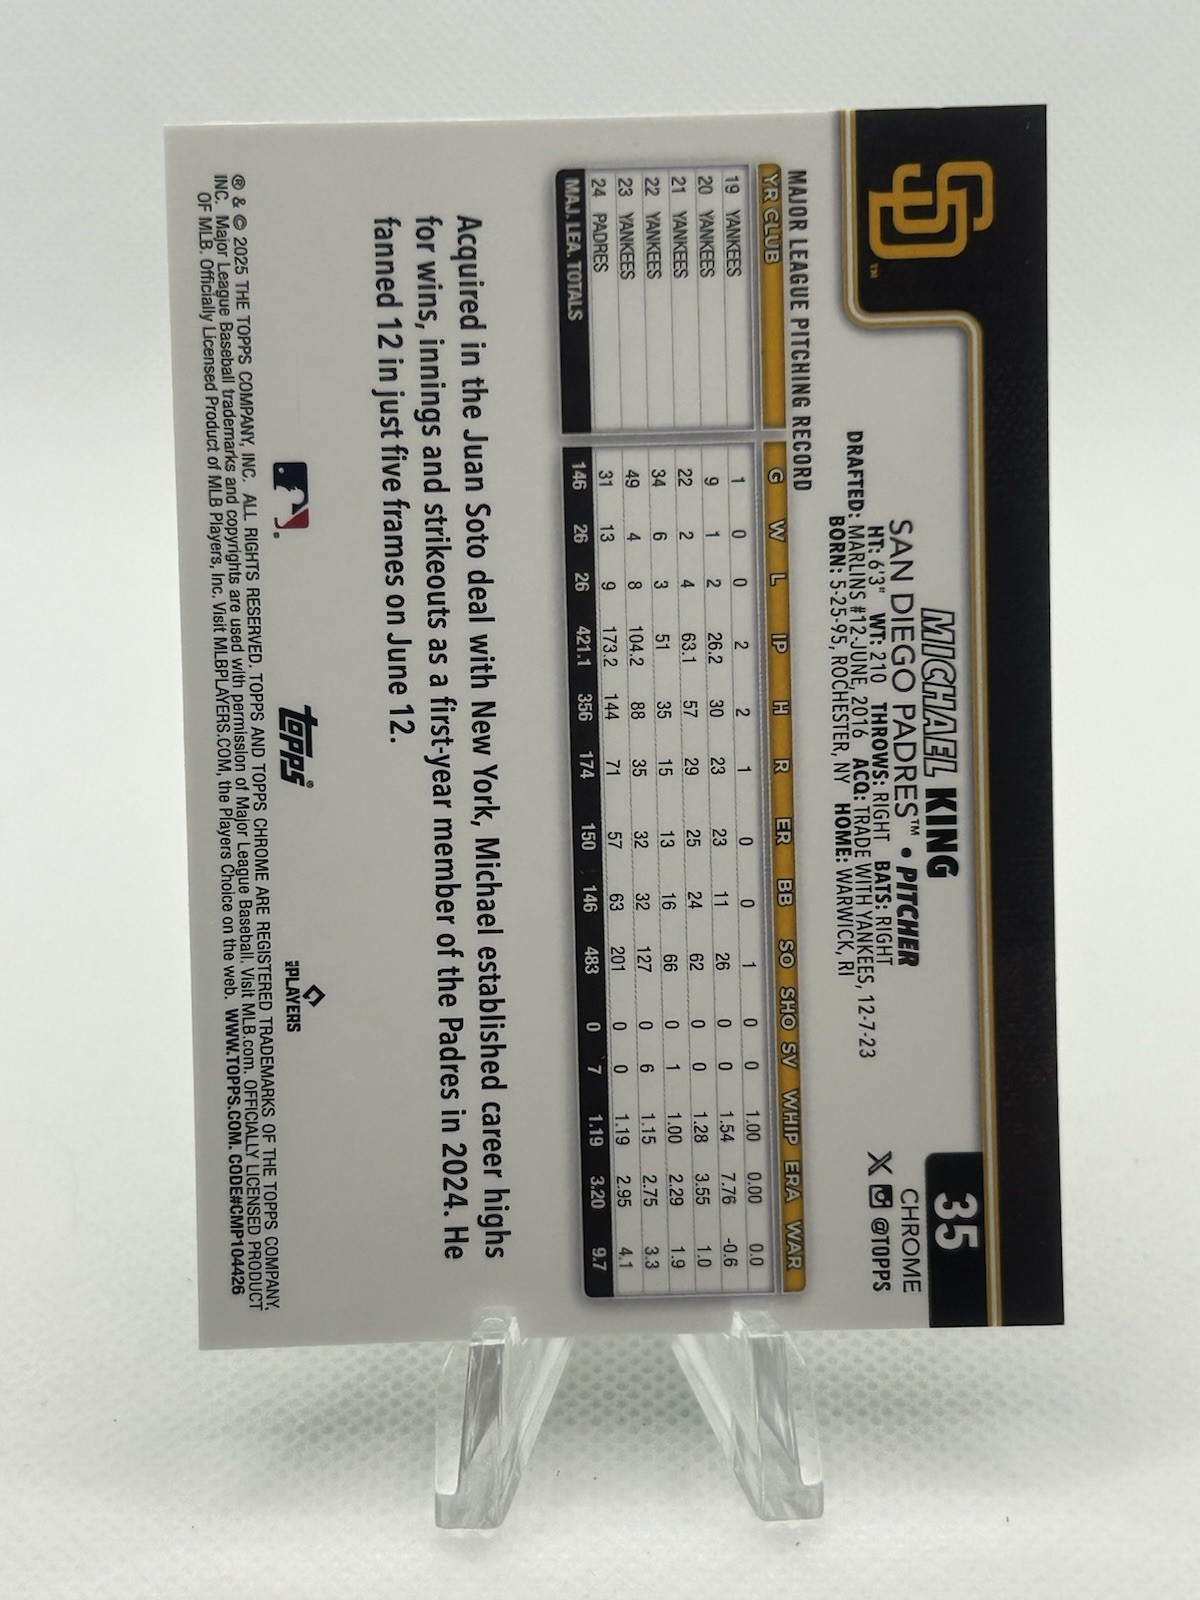 SD™
35
CHROME
X @TOPPS
MICHAEL KING
SAN DIEGO PADRES™ • PITCHER
HT: 6'3" WT: 210 THROWS: RIGHT BATS: RIGHT
DRAFTED: MARLINS #12-JUNE, 2016 ACQ: TRADE WITH YANKEES, 12-7-23
BORN: 5-25-95, ROCHESTER, NY HOME: WARWICK, RI
MAJOR LEAGUE PITCHING RECORD
YR CLUB G W L IP H R ER BB SO SHO SV WHIP ERA WAR
19 YANKEES 1 0 0 2 2 1 0 0 1 0 0 1.00 0.00 0.0
20 YANKEES 9 1 2 26.2 30 23 23 11 26 0 0 1.54 7.76 -0.6
21 YANKEES 22 2 4 63.1 57 29 25 24 62 0 0 1.28 3.55 1.0
22 YANKEES 34 6 3 51 35 15 13 16 66 0 1 1.00 2.29 1.9
23 YANKEES 49 4 8 104.2 88 35 32 32 127 0 6 1.15 2.75 3.3
24 PADRES 31 13 9 173.2 144 71 57 63 201 0 0 1.19 2.95 4.1
MAJ. LEA. TOTALS 146 26 26 421.1 356 174 150 146 483 0 7 1.19 3.20 9.7
Acquired in the Juan Soto deal with New York, Michael established career highs
for wins, innings and strikeouts as a first-year member of the Padres in 2024. He
fanned 12 in just five frames on June 12.
topps®
MLB PLAYERS
® & © 2025 THE TOPPS COMPANY, INC. ALL RIGHTS RESERVED. TOPPS AND TOPPS CHROME ARE REGISTERED TRADEMARKS OF THE TOPPS COMPANY,
INC. Major League Baseball trademarks and copyrights are used with permission of Major League Baseball. Visit MLB.com. OFFICIALLY LICENSED PRODUCT
OF MLB. Officially Licensed Product of MLB Players, Inc. Visit MLBPLAYERS.COM, the Players Choice on the web. WWW.TOPPS.COM. CODE#CMP104426